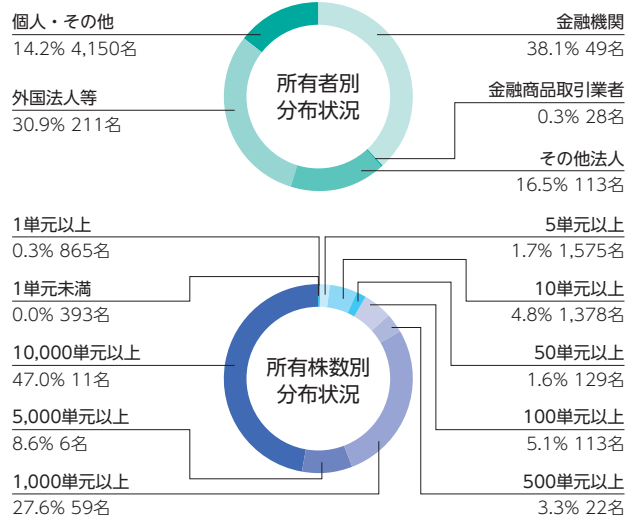 個人・その他
14.2% 4,150名
外国法人等
30.9% 211名
所有者別
分布状況
金融機関
38.1% 49名
金融商品取引業者
0.3% 28名
その他法人
16.5% 113名
1単元以上
0.3% 865名
1単元未満
0.0% 393名
10,000単元以上
47.0% 11名
5,000単元以上
8.6% 6名
1,000単元以上
27.6% 59名
所有株数別
分布状況
5単元以上
1.7% 1,575名
10単元以上
4.8% 1,378名
50単元以上
1.6% 129名
100単元以上
5.1% 113名
500単元以上
3.3% 22名